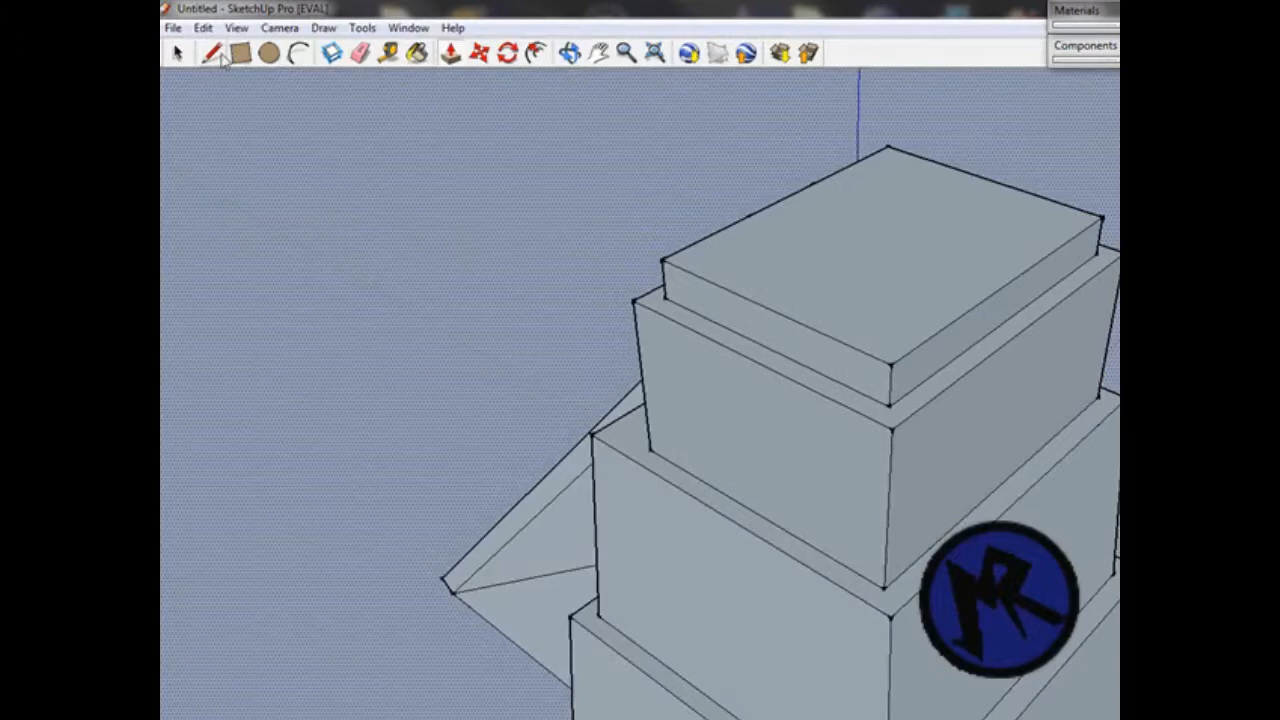 Untitled - SketchUp Pro [EVAL]
File Edit View Camera Draw Tools Window Help
Materials
Components